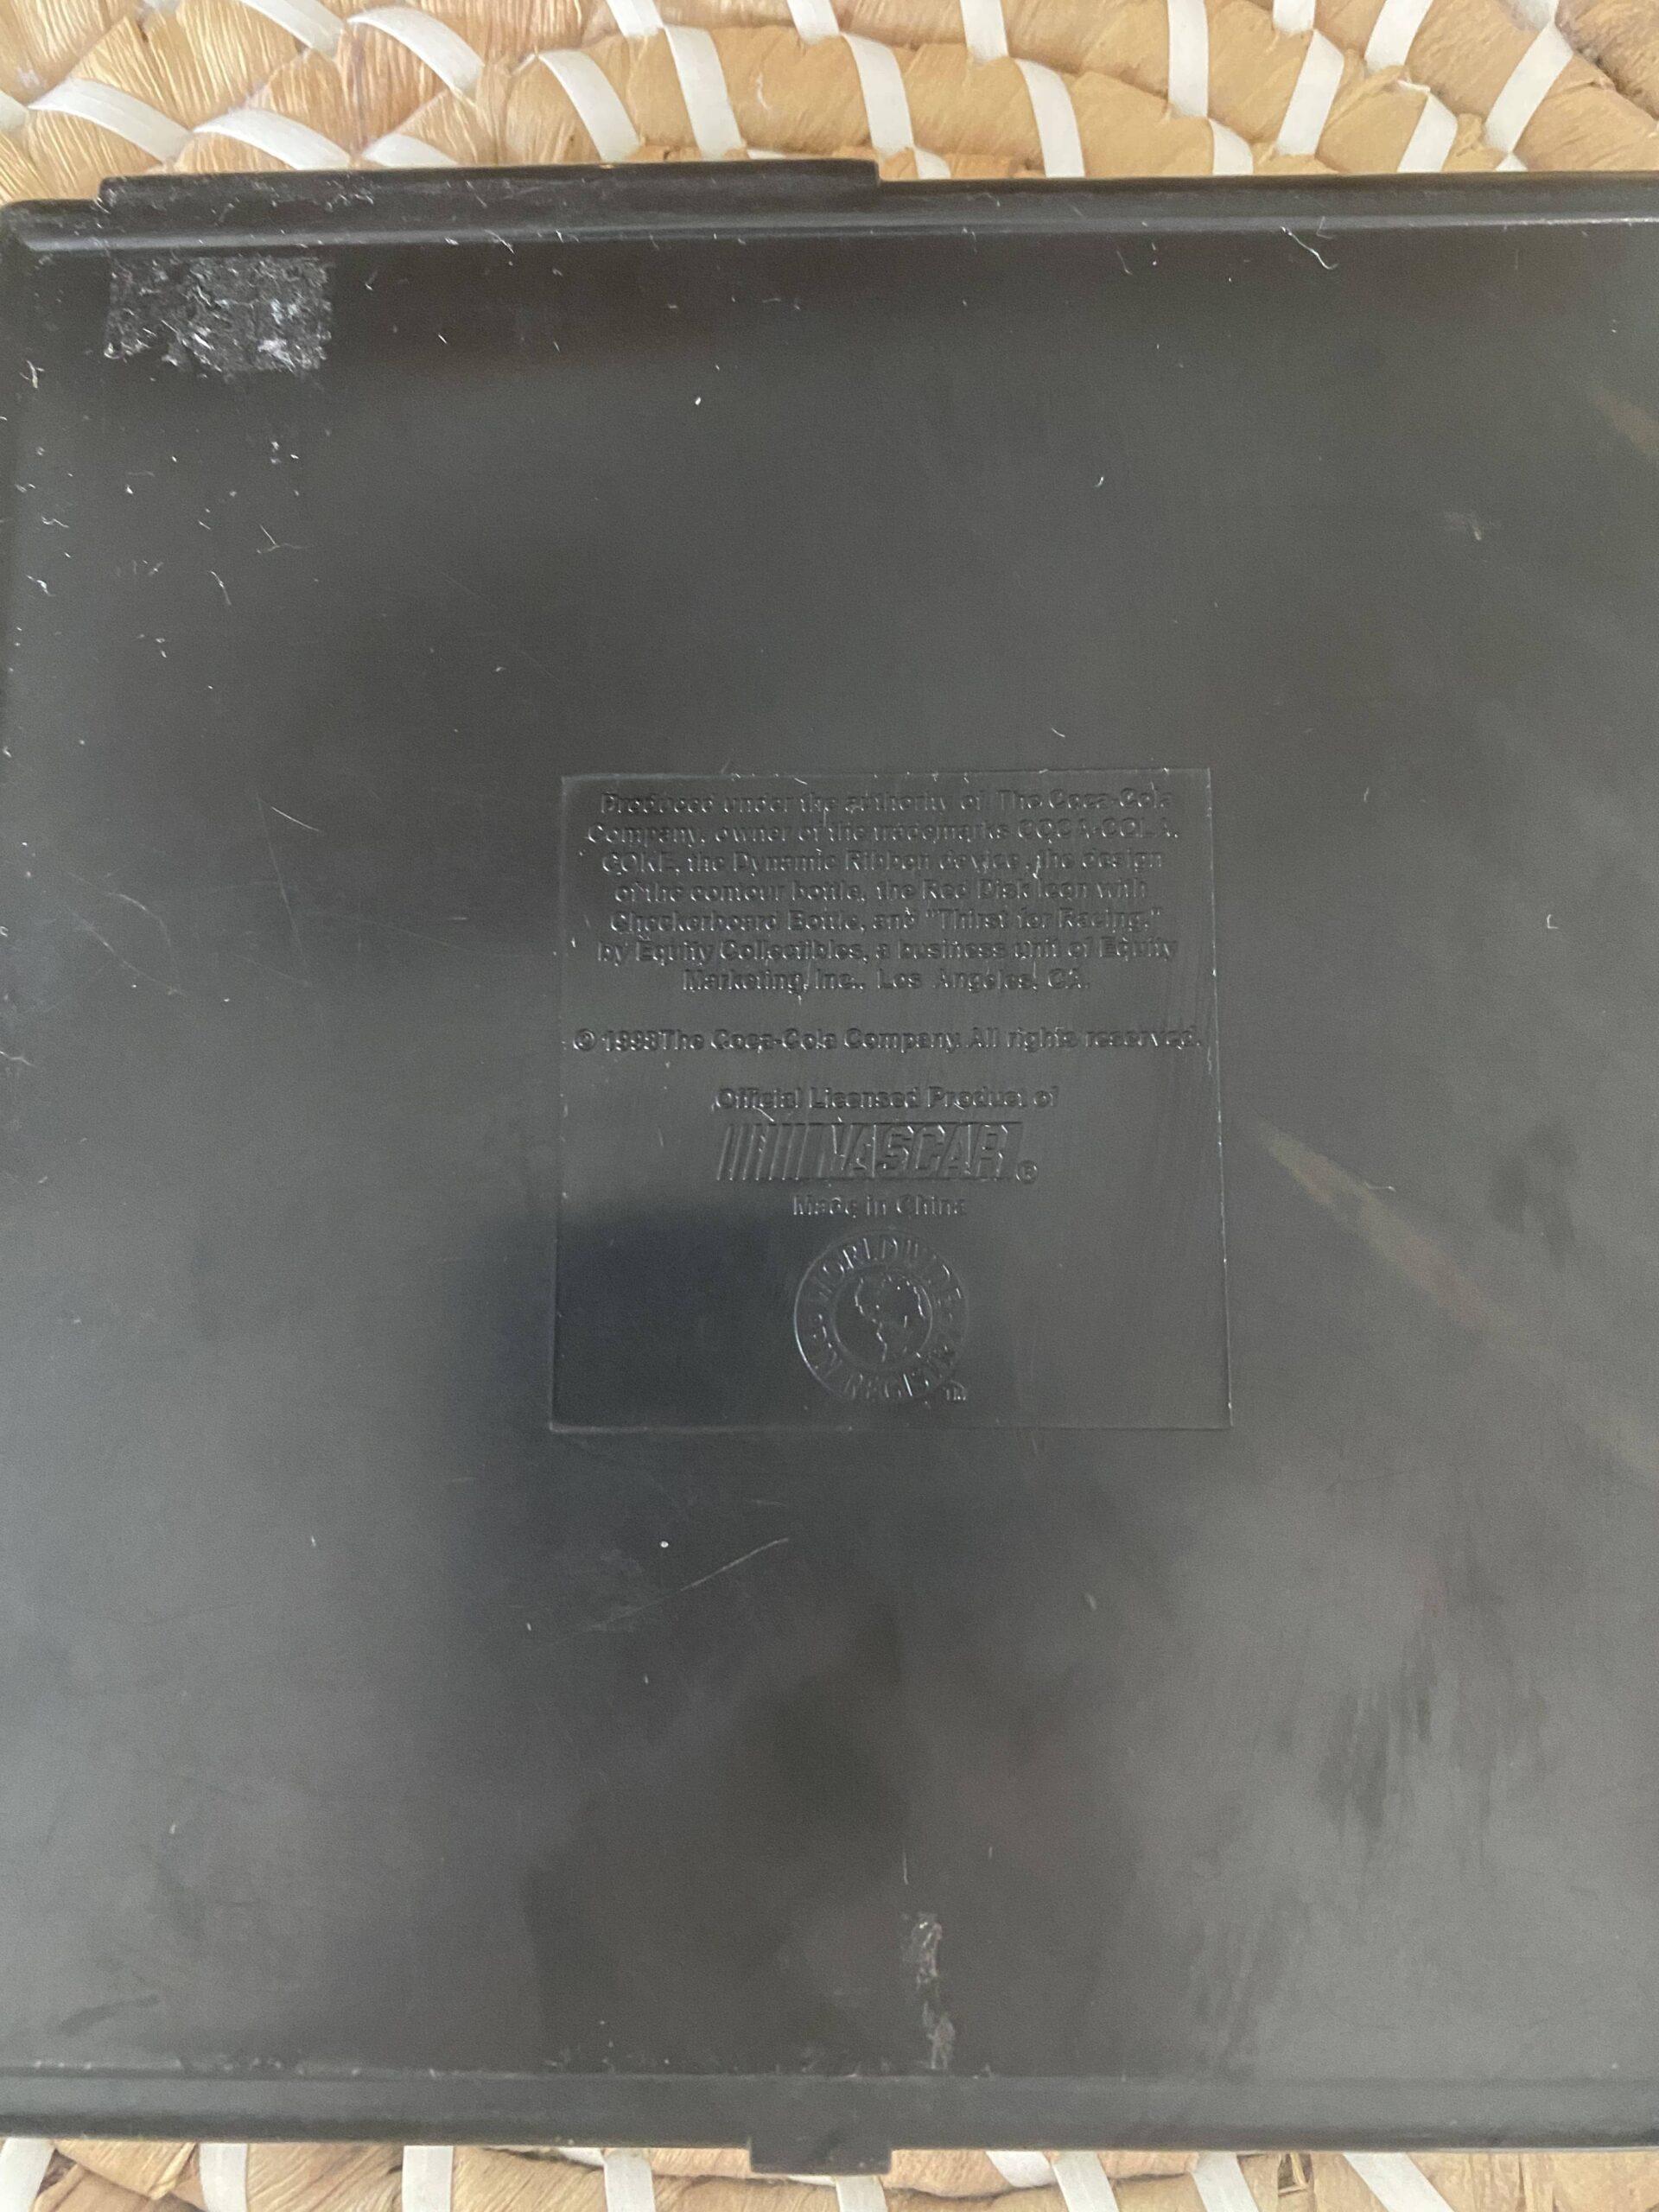 Produced under the authority of The Coca-Cola
Company, owner of the trademarks COCA-COLA,
COKE, the Dynamic Ribbon device, the design
of the contour bottle, the Red Disk Icon with
Checkerboard Bottle, and "Thirst for Racing,"
by Equity Collectibles, a business unit of Equity
Marketing, Inc., Los Angeles, CA.
© 1998 The Coca-Cola Company. All rights reserved.
Official Licensed Product of
NASCAR®
Made in China
WORLDWIDE
REGISTR
TM